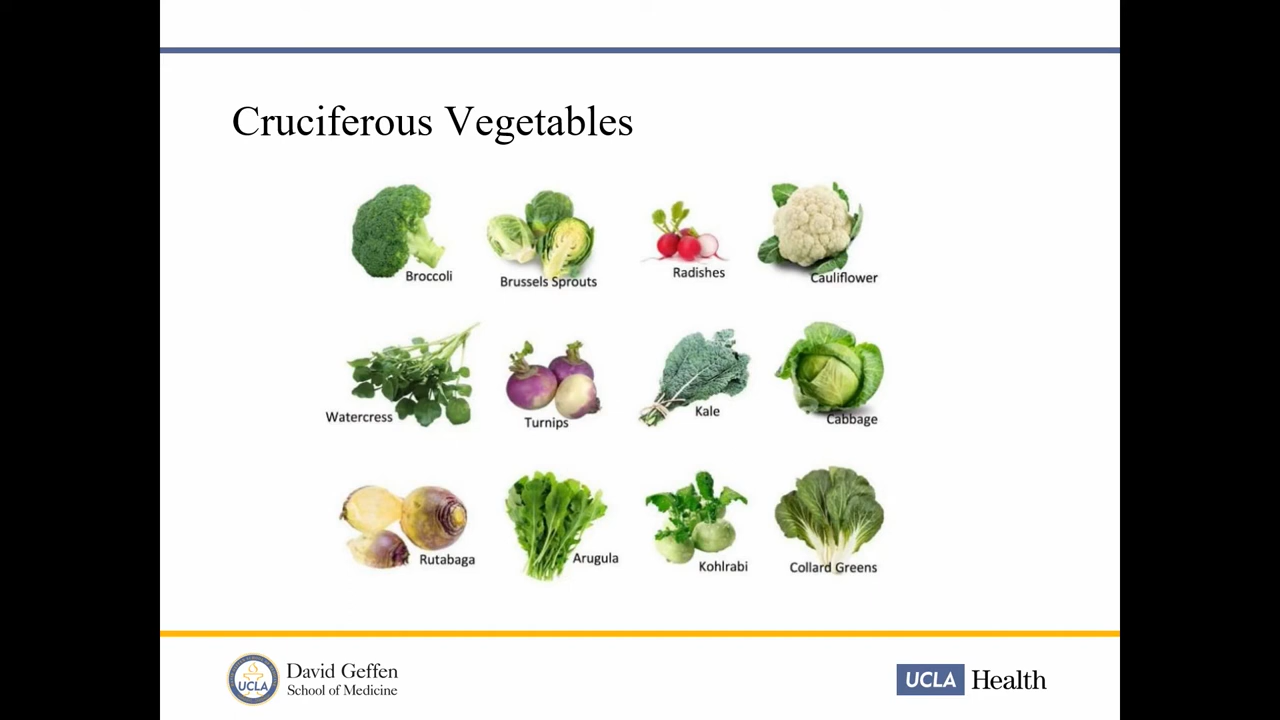 Cruciferous Vegetables
Broccoli
Brussels Sprouts
Radishes
Cauliflower
Watercress
Turnips
Kale
Cabbage
Rutabaga
Arugula
Kohlrabi
Collard Greens
UCLA
David Geffen
School of Medicine
UCLA Health